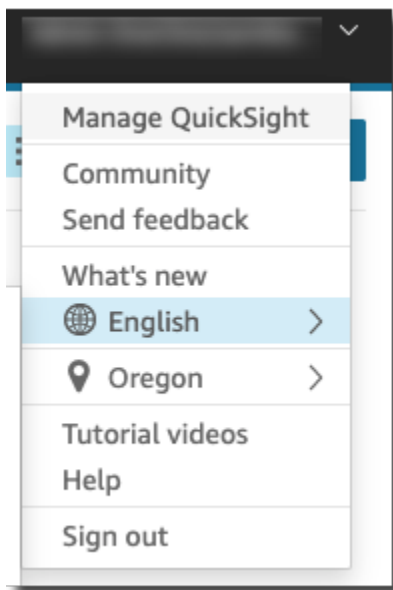 Manage QuickSight
Community
Send feedback
What's new
English
Oregon
Tutorial videos
Help
Sign out